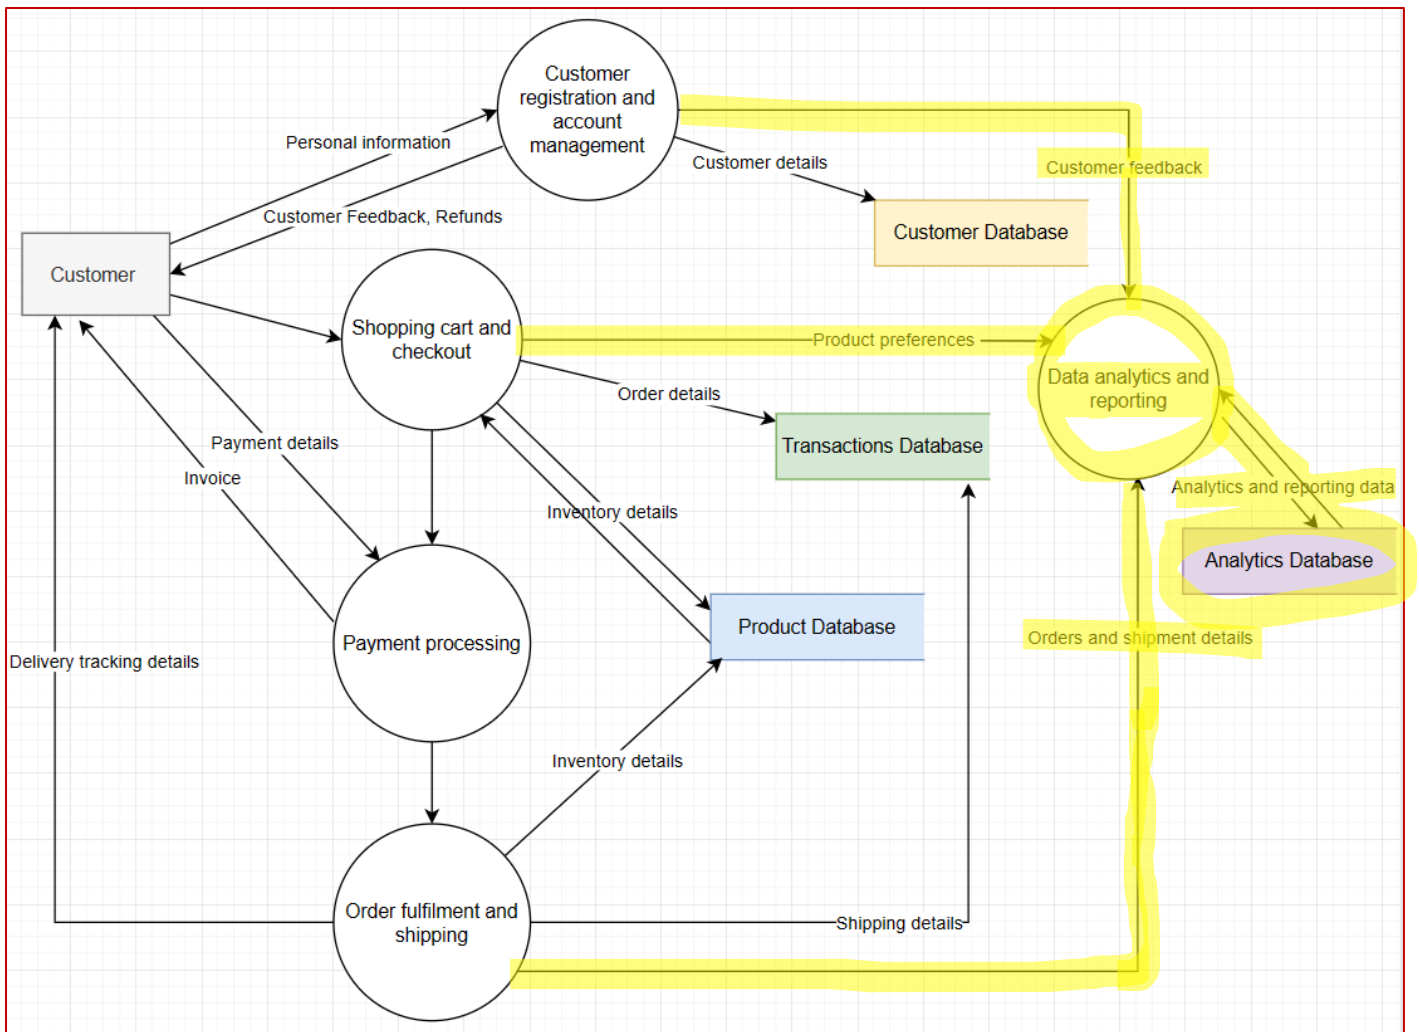 Customer
registration and
account
management
Personal information
Customer details
Customer feedback
Customer Feedback, Refunds
Customer Database
Customer
Shopping cart and
checkout
Product preferences
Data analytics and
reporting
Order details
Payment details
Transactions Database
Invoice
Analytics and reporting data
Inventory details
Analytics Database
Product Database
Orders and shipment details
Payment processing
Delivery tracking details
Inventory details
Order fulfilment and
shipping
Shipping details